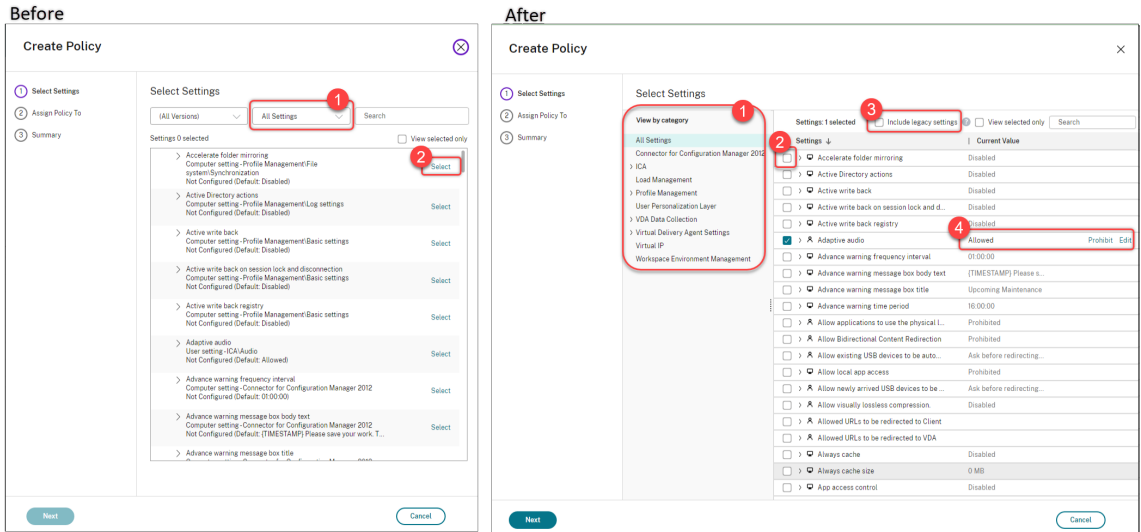 Before
Create Policy
1 Select Settings
2 Assign Policy To
3 Summary
Select Settings
1
(All Versions)
All Settings
Search
Settings 0 selected
View selected only
Accelerate folder mirroring
Computer setting - Profile Management\File
system\Synchronization
Not Configured (Default: Disabled)
2
Select
Active Directory actions
Computer setting - Profile Management\Log settings
Not Configured (Default: Disabled)
Select
Active write back
Computer setting - Profile Management\Basic settings
Not Configured (Default: Disabled)
Select
Active write back on session lock and disconnection
Computer setting - Profile Management\Basic settings
Not Configured (Default: Disabled)
Select
Active write back registry
Computer setting - Profile Management\Basic settings
Not Configured (Default: Disabled)
Select
Adaptive audio
User setting - ICA\Audio
Not Configured (Default: Allowed)
Select
Advance warning frequency interval
Computer setting - Connector for Configuration Manager 2012
Not Configured (Default: 01:00:00)
Select
Advance warning message box body text
Computer setting - Connector for Configuration Manager 2012
Not Configured (Default: {TIMESTAMP} Please save your work. T...
Select
Advance warning message box title
Next
Cancel
After
Create Policy
1 Select Settings
2 Assign Policy To
3 Summary
Select Settings
1
View by category
All Settings
Connector for Configuration Manager 2012
ICA
Load Management
Profile Management
User Personalization Layer
VDA Data Collection
Virtual Delivery Agent Settings
Virtual IP
Workspace Environment Management
3
Settings: 1 selected
Include legacy settings
?
View selected only
Search
2
Settings ↓
Current Value
Accelerate folder mirroring Disabled
Active Directory actions Disabled
Active write back Disabled
Active write back on session lock and d... Disabled
Active write back registry Disabled
4
Adaptive audio Allowed Prohibit Edit
Advance warning frequency interval 01:00:00
Advance warning message box body text {TIMESTAMP} Please s...
Advance warning message box title Upcoming Maintenance
Advance warning time period 16:00:00
Allow applications to use the physical l... Prohibited
Allow Bidirectional Content Redirection Prohibited
Allow existing USB devices to be auto... Ask before redirecting...
Allow local app access Prohibited
Allow newly arrived USB devices to be ... Ask before redirecting...
Allow visually lossless compression. Disabled
Allowed URLs to be redirected to Client
Allowed URLs to be redirected to VDA
Always cache Disabled
Always cache size 0 MB
App access control Disabled
Next
Cancel